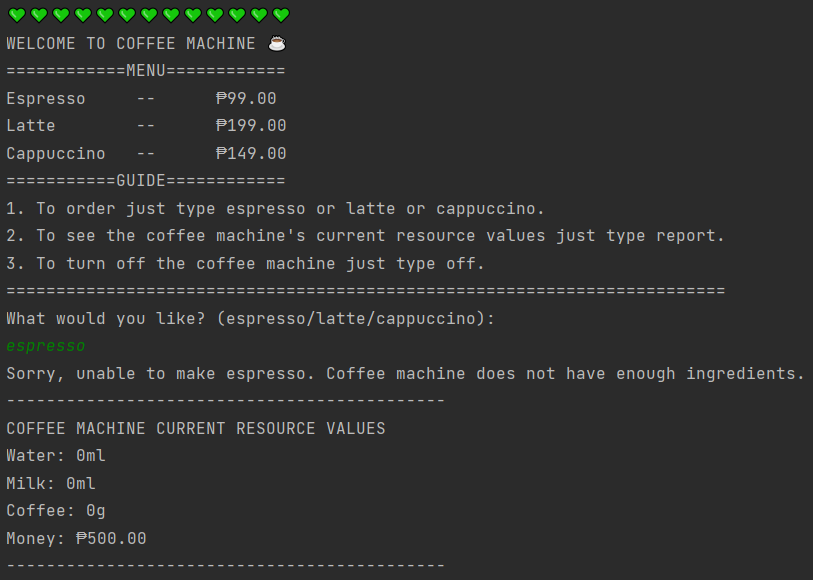 💚💚💚💚💚💚💚💚💚💚💚💚💚
WELCOME TO COFFEE MACHINE ☕
============MENU============
Espresso     --      ₱99.00
Latte        --      ₱199.00
Cappuccino   --      ₱149.00
===========GUIDE============
1. To order just type espresso or latte or cappuccino.
2. To see the coffee machine's current resource values just type report.
3. To turn off the coffee machine just type off.
========================================================================
What would you like? (espresso/latte/cappuccino):
espresso
Sorry, unable to make espresso. Coffee machine does not have enough ingredients.
--------------------------------------------
COFFEE MACHINE CURRENT RESOURCE VALUES
Water: 0ml
Milk: 0ml
Coffee: 0g
Money: ₱500.00
--------------------------------------------